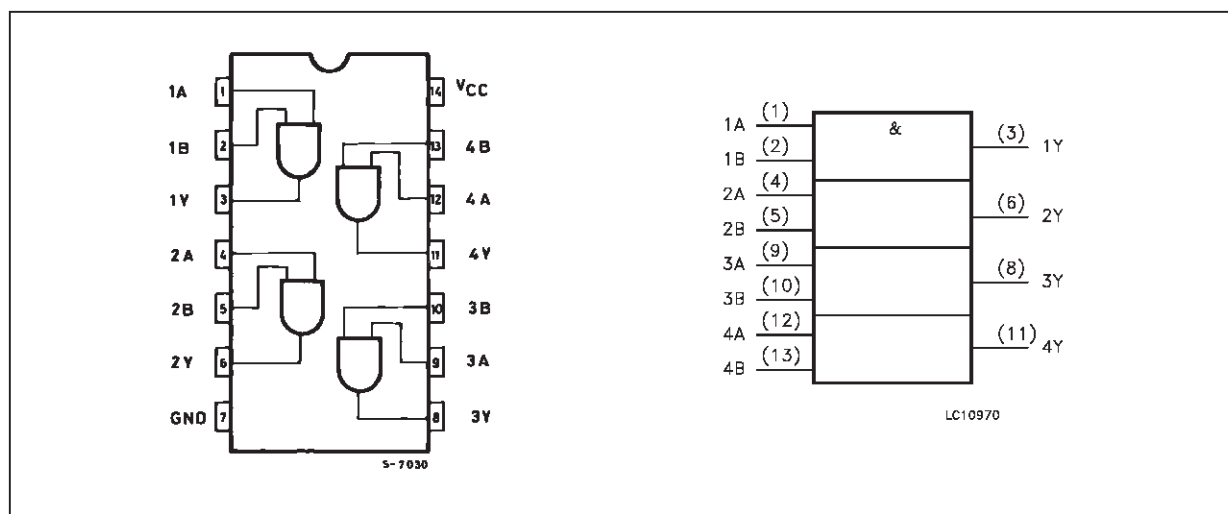 1A 1 14 VCC
1B 2 13 4B
1Y 3 12 4A
2A 4 11 4Y
2B 5 10 3B
2Y 6 9 3A
GND 7 8 3Y
S-7030
&
1A (1)
1B (2)
(3) 1Y
2A (4)
2B (5)
(6) 2Y
3A (9)
3B (10)
(8) 3Y
4A (12)
4B (13)
(11) 4Y
LC10970